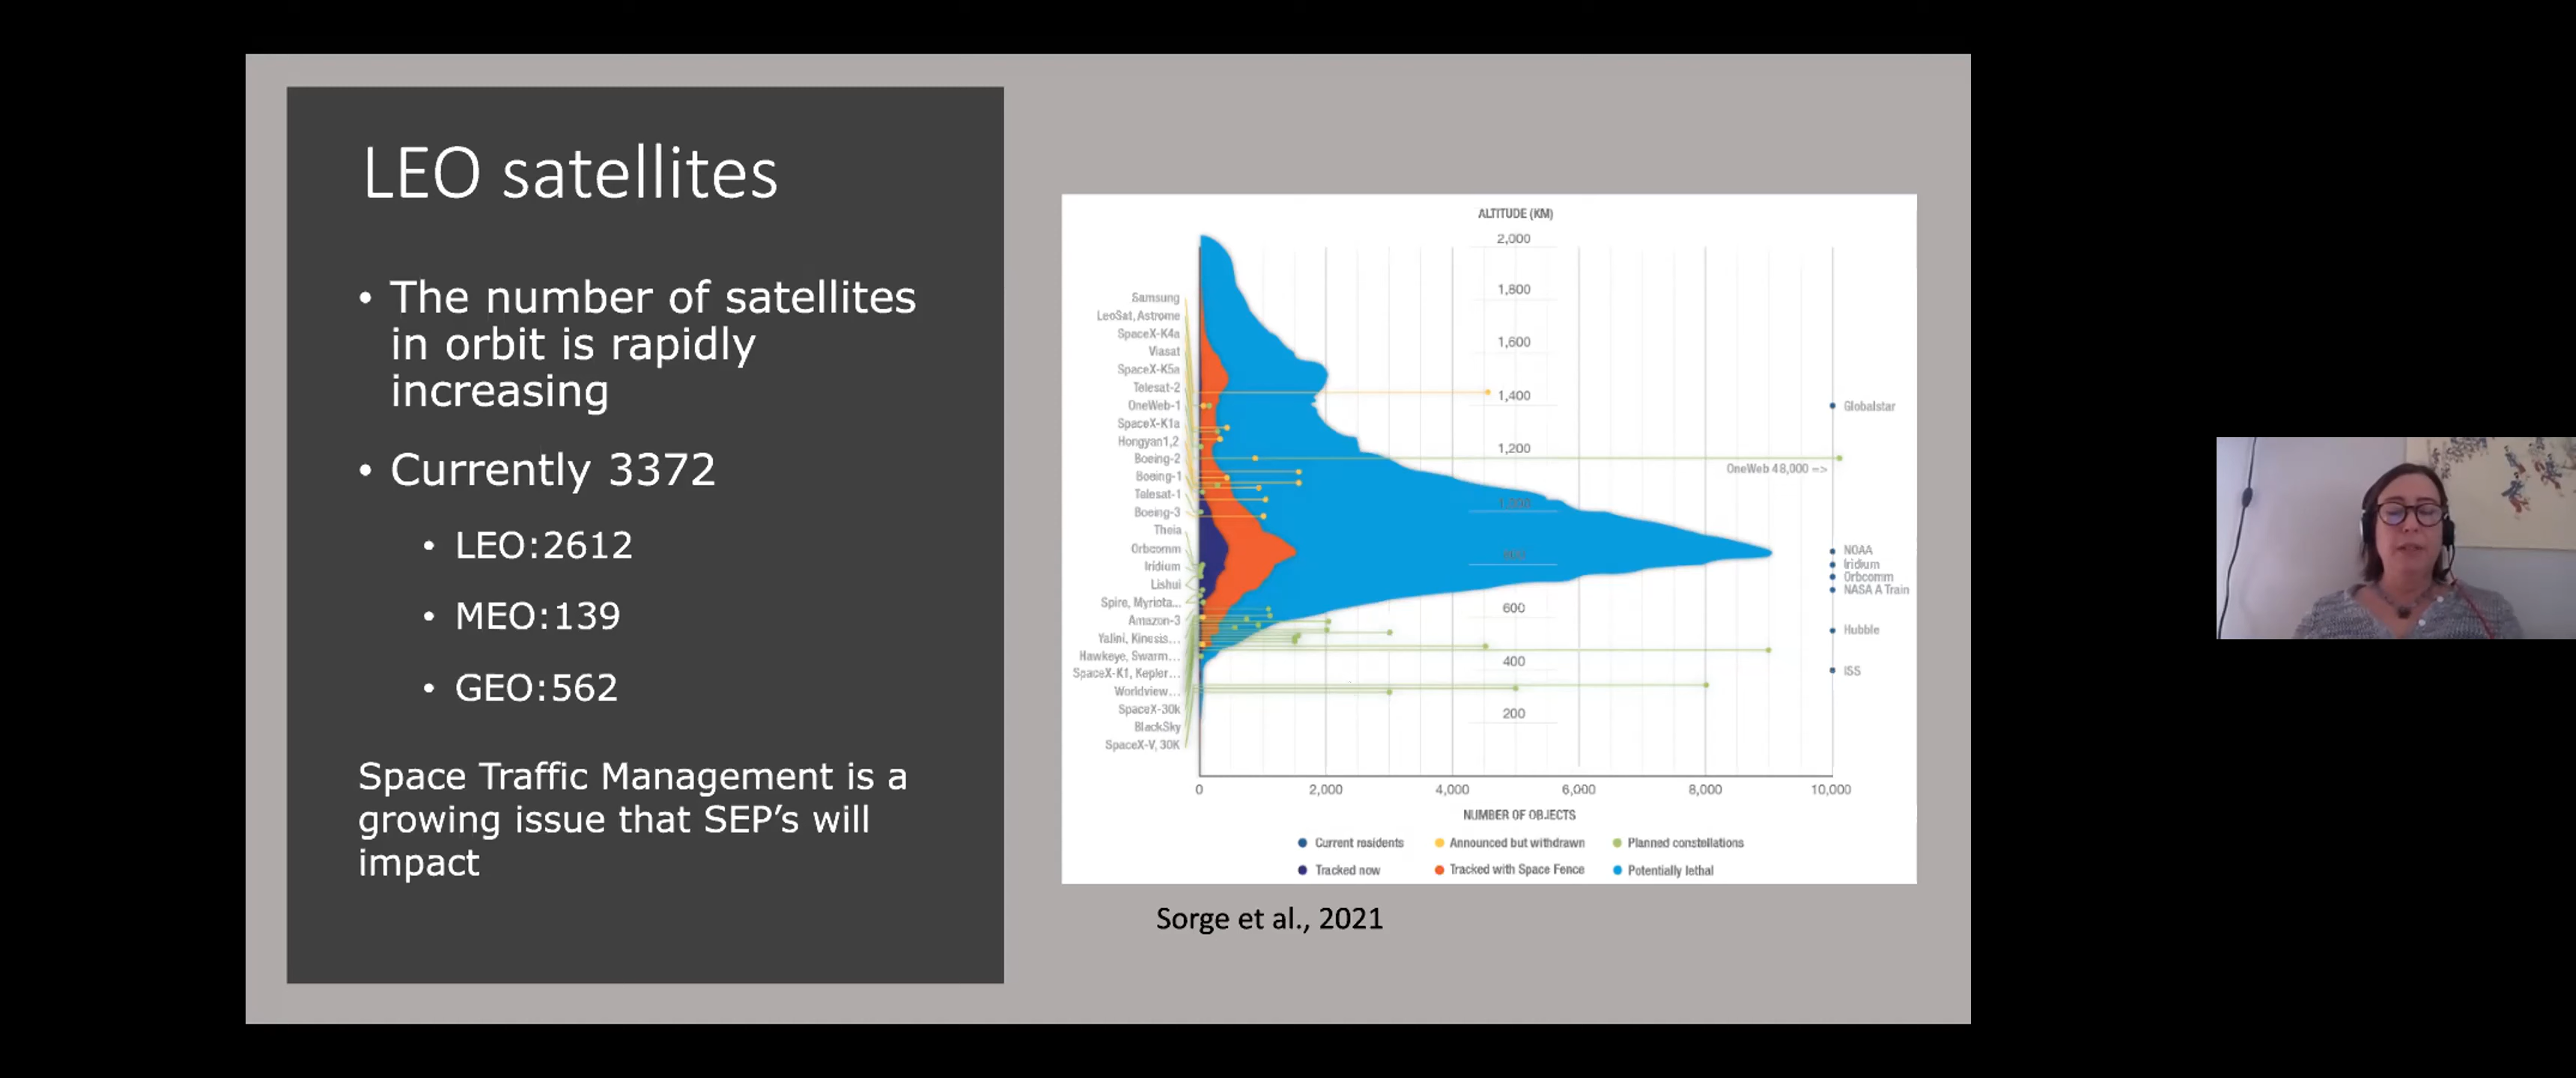 LEO satellites
• The number of satellites
in orbit is rapidly
increasing
• Currently 3372
• LEO:2612
• MEO:139
• GEO:562
Space Traffic Management is a
growing issue that SEP's will
impact
ALTITUDE (KM)
2,000
1,800
1,600
1,400
1,200
600
400
200
Samsung
LeoSat, Astrome
SpaceX-K4a
Viasat
SpaceX-K5a
Telesat-2
OneWeb-1
SpaceX-K1a
Hongyan1,2
Boeing-2
Boeing-1
Telesat-1
Boeing-3
Theia
Orbcomm
Iridium
Lishui
Spire, Myriota...
Amazon-3
Yalini, Kinesis...
Hawkeye, Swarm...
SpaceX-K1, Kepler...
Worldview...
SpaceX-30k
BlackSky
SpaceX-V, 30K
Globalstar
OneWeb 48,000 =>
NOAA
Iridium
Orbcomm
NASA A Train
Hubble
ISS
0 2,000 4,000 6,000 8,000 10,000
NUMBER OF OBJECTS
Current residents Announced but withdrawn Planned constellations
Tracked now Tracked with Space Fence Potentially lethal
Sorge et al., 2021